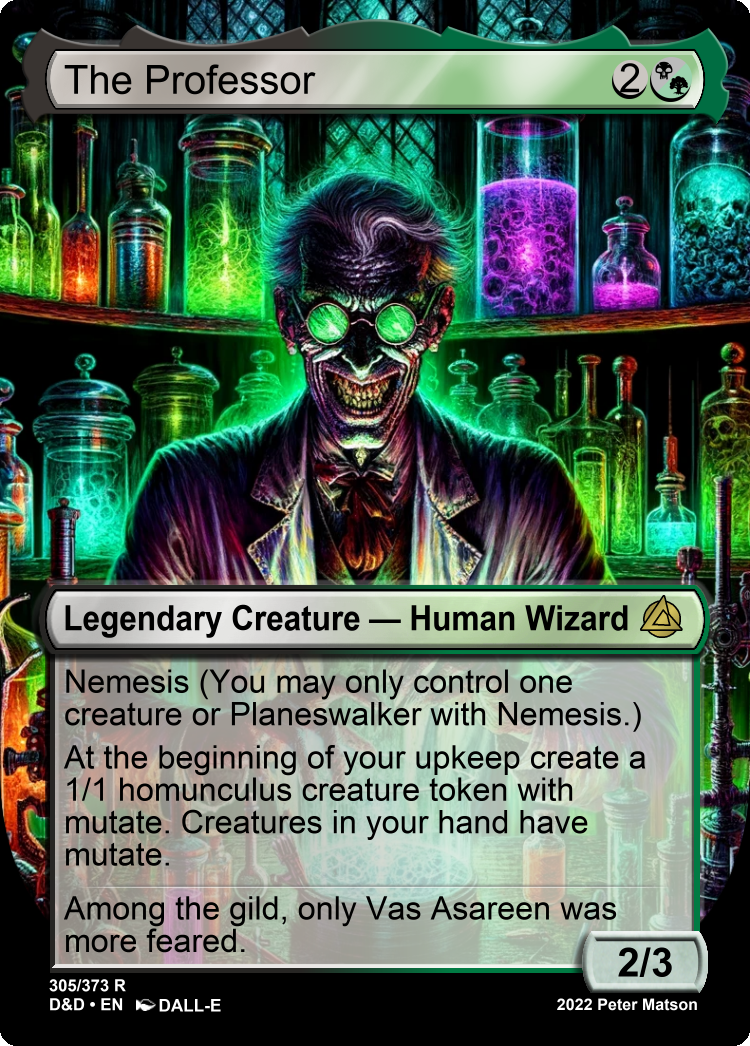 The Professor 2
Legendary Creature — Human Wizard
Nemesis (You may only control one
creature or Planeswalker with Nemesis.)
At the beginning of your upkeep create a
1/1 homunculus creature token with
mutate. Creatures in your hand have
mutate.
Among the gild, only Vas Asareen was
more feared.
2/3
305/373 R
D&D • EN DALL-E
2022 Peter Matson